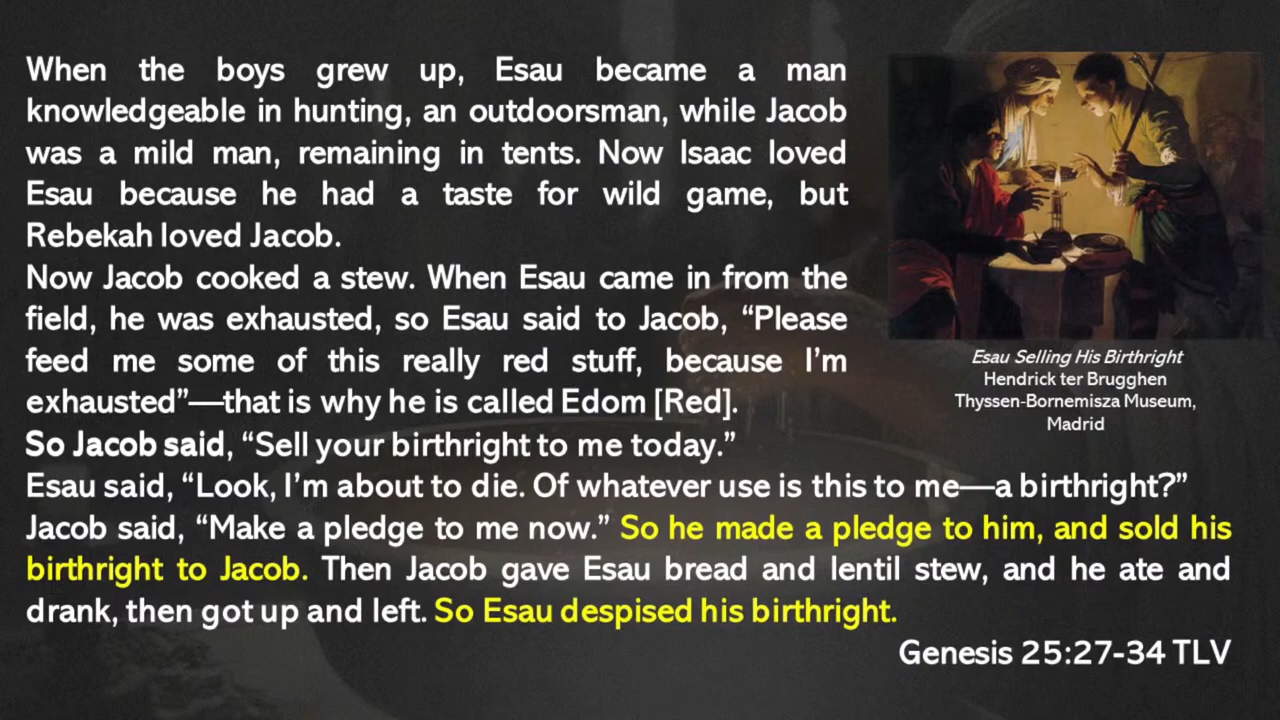 When the boys grew up, Esau became a man
knowledgeable in hunting, an outdoorsman, while Jacob
was a mild man, remaining in tents. Now Isaac loved
Esau because he had a taste for wild game, but
Rebekah loved Jacob.
Now Jacob cooked a stew. When Esau came in from the
field, he was exhausted, so Esau said to Jacob, “Please
feed me some of this really red stuff, because I’m
exhausted”—that is why he is called Edom [Red].
So Jacob said, “Sell your birthright to me today.”
Esau said, “Look, I’m about to die. Of whatever use is this to me—a birthright?”
Jacob said, “Make a pledge to me now.” So he made a pledge to him, and sold his
birthright to Jacob. Then Jacob gave Esau bread and lentil stew, and he ate and
drank, then got up and left. So Esau despised his birthright.
Genesis 25:27-34 TLV
Esau Selling His Birthright
Hendrick ter Brugghen
Thyssen-Bornemisza Museum,
Madrid